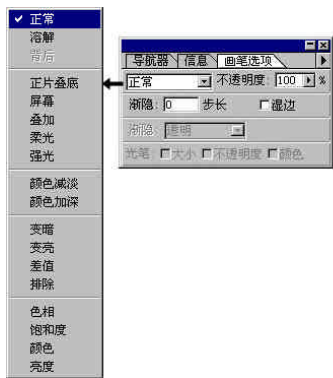 正常
溶解
背后
正片叠底
屏幕
叠加
柔光
强光
颜色减淡
颜色加深
变暗
变亮
差值
排除
色相
饱和度
颜色
亮度
导航器 信息 画笔选项
正常 不透明度: 100 %
渐隐: 0 步长 湿边
渐隐: 透明
光笔: 大小 不透明度 颜色